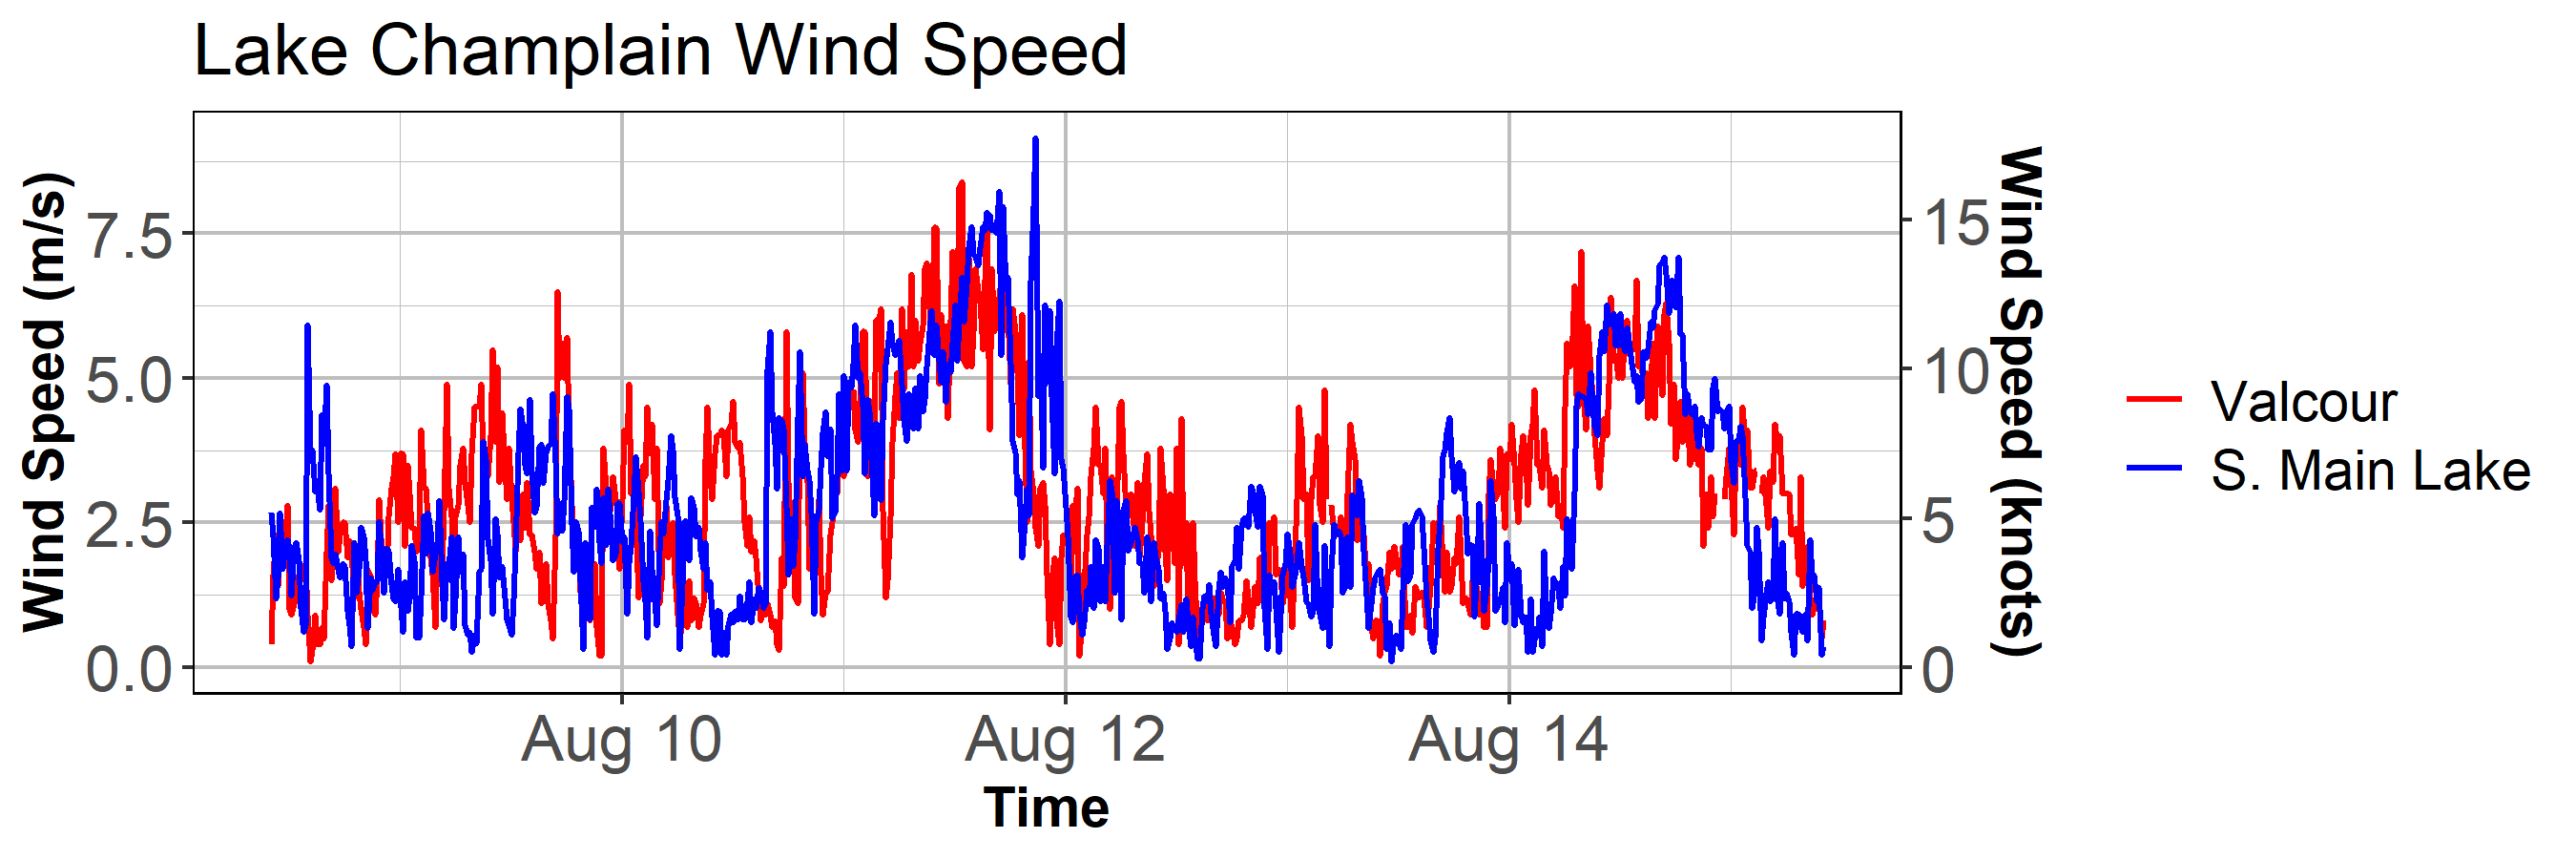 Lake Champlain Wind Speed
Wind Speed (m/s)
7.5
5.0
2.5
0.0
Wind Speed (knots)
15
10
5
0
Aug 10
Aug 12
Aug 14
Time
Valcour
S. Main Lake